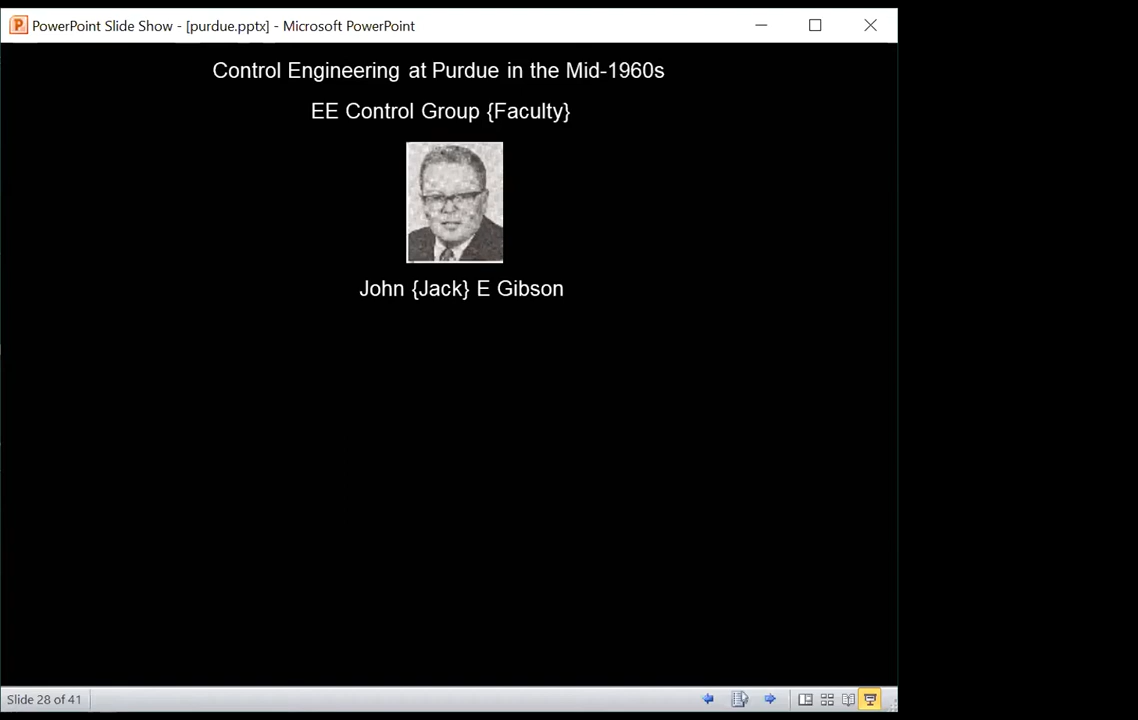 PowerPoint Slide Show - [purdue.pptx] - Microsoft PowerPoint
Control Engineering at Purdue in the Mid-1960s
EE Control Group {Faculty}
John {Jack} E Gibson
Slide 28 of 41